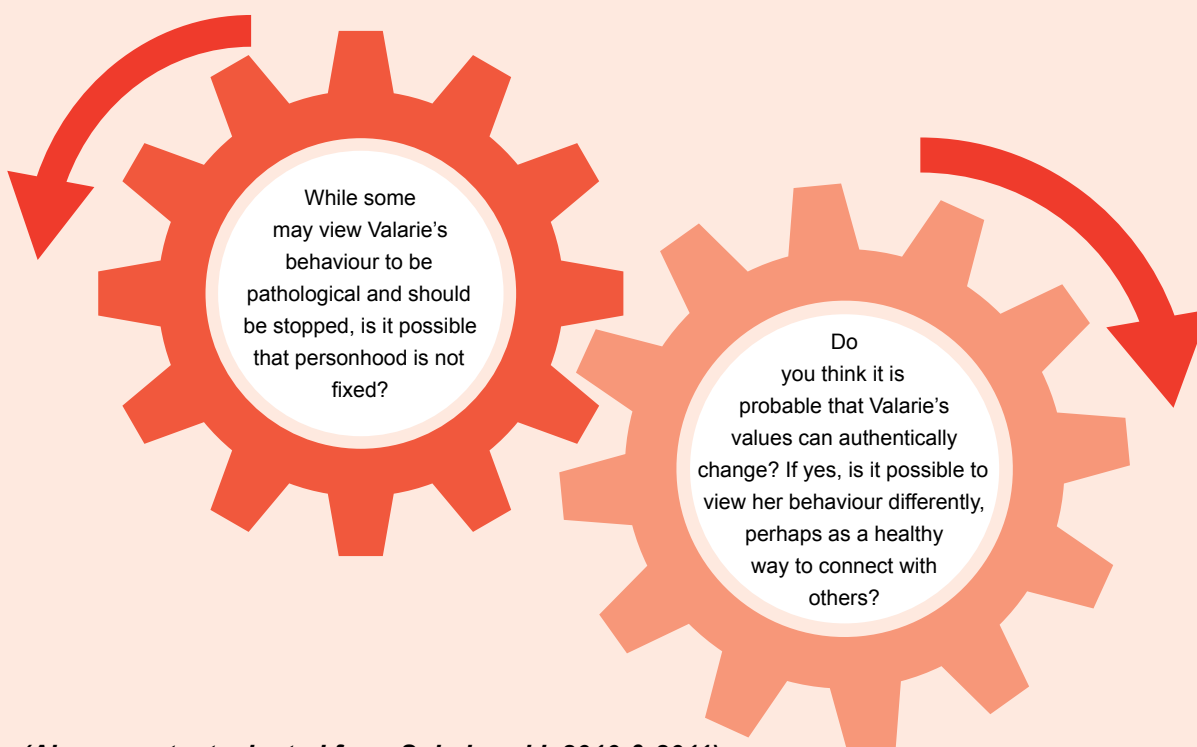 While some
may view Valarie's
behaviour to be
pathological and should
be stopped, is it possible
that personhood is not
fixed?
Do
you think it is
probable that Valarie's
values can authentically
change? If yes, is it possible to
view her behaviour differently,
perhaps as a healthy
way to connect with
others?